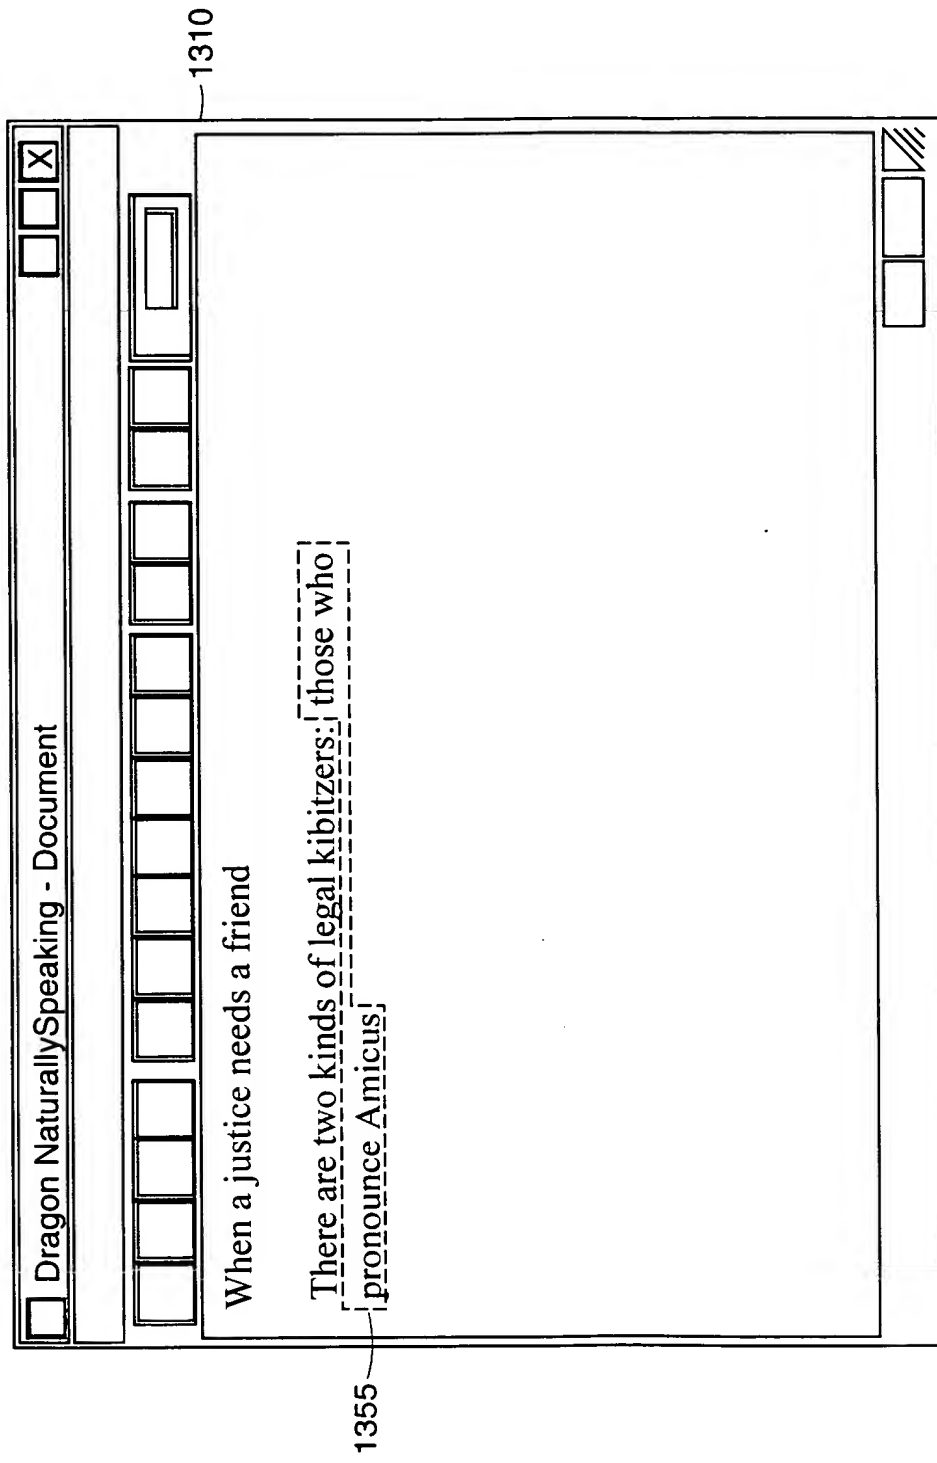 Dragon NaturallySpeaking - Document
X
1310
When a justice needs a friend
There are two kinds of legal kibitzers: those who
pronounce Amicus
1355